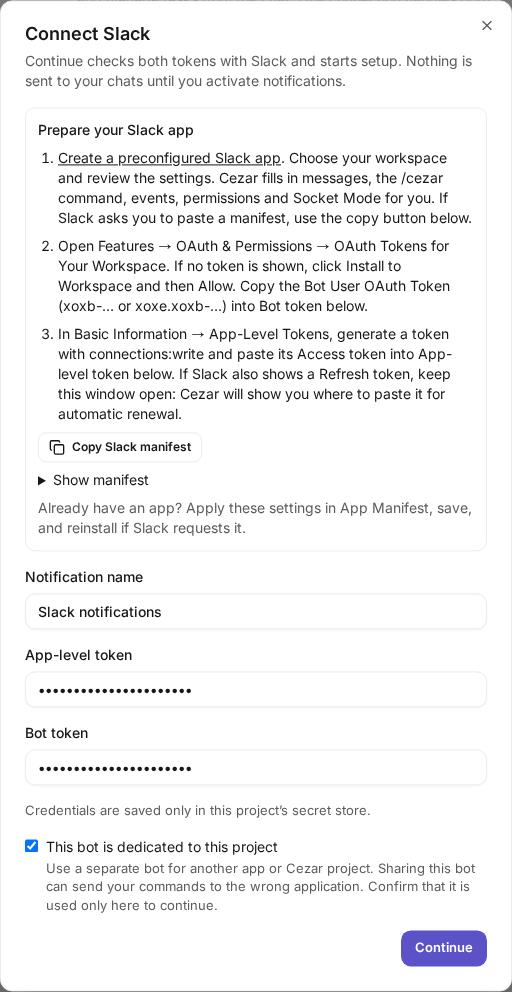 Connect Slack
Continue checks both tokens with Slack and starts setup. Nothing is
sent to your chats until you activate notifications.
Prepare your Slack app
1. Create a preconfigured Slack app. Choose your workspace
and review the settings. Cezar fills in messages, the /cezar
command, events, permissions and Socket Mode for you. If
Slack asks you to paste a manifest, use the copy button below.
2. Open Features → OAuth & Permissions → OAuth Tokens for
Your Workspace. If no token is shown, click Install to
Workspace and then Allow. Copy the Bot User OAuth Token
(xoxb-... or xoxe.xoxb-...) into Bot token below.
3. In Basic Information → App-Level Tokens, generate a token
with connections:write and paste its Access token into App-
level token below. If Slack also shows a Refresh token, keep
this window open: Cezar will show you where to paste it for
automatic renewal.
Copy Slack manifest
Show manifest
Already have an app? Apply these settings in App Manifest, save,
and reinstall if Slack requests it.
Notification name
Slack notifications
App-level token
••••••••••••••••••••••
Bot token
••••••••••••••••••••••
Credentials are saved only in this project's secret store.
This bot is dedicated to this project
Use a separate bot for another app or Cezar project. Sharing this bot
can send your commands to the wrong application. Confirm that it is
used only here to continue.
Continue